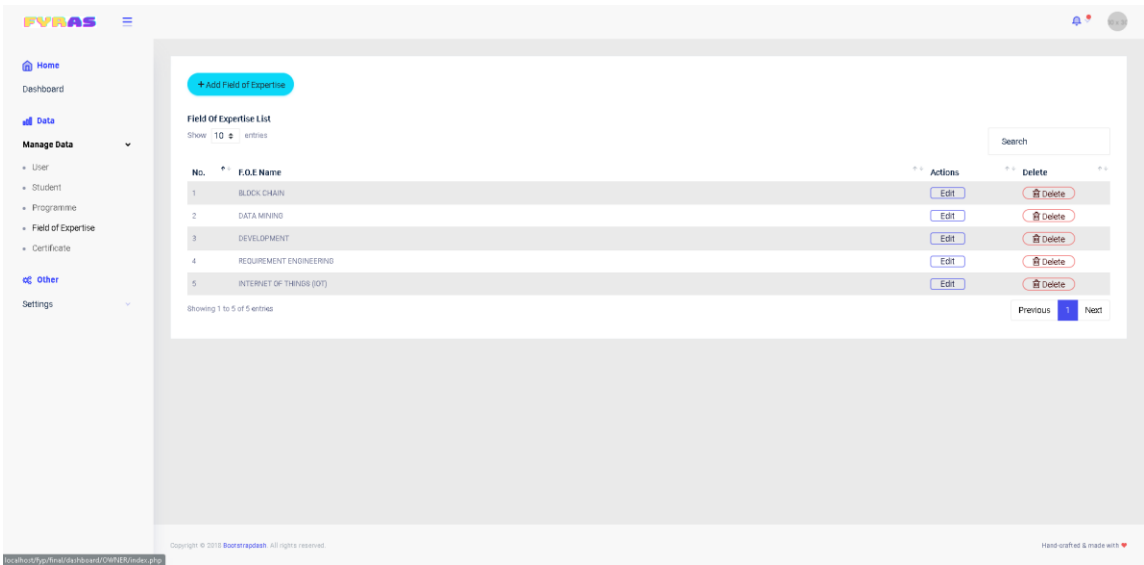 FYRAS
Home
Dashboard
Data
Manage Data
User
Student
Programme
Field of Expertise
Certificate
Other
Settings
+ Add Field of Expertise
Field Of Expertise List
Show 10 entries
Search
No. F.O.E Name Actions Delete
1 BLOCK CHAIN Edit Delete
2 DATA MINING Edit Delete
3 DEVELOPMENT Edit Delete
4 REQUIREMENT ENGINEERING Edit Delete
5 INTERNET OF THINGS (IOT) Edit Delete
Showing 1 to 5 of 5 entries
Previous 1 Next
Copyright © 2018 Bootstrapdash. All rights reserved.
Hand-crafted & made with ❤
localhost/fyp/final/dashboard/OWNER/index.php